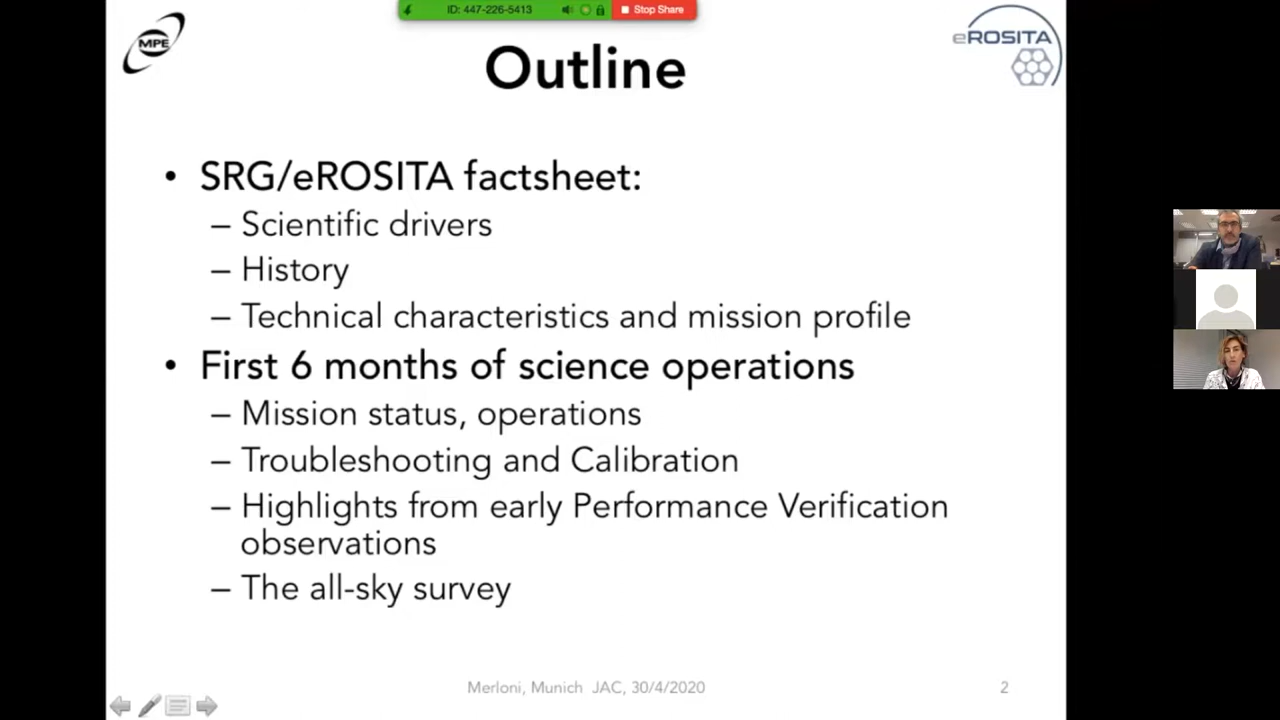 ID: 447-226-5413
Stop Share
MPE
eROSITA
Outline
• SRG/eROSITA factsheet:
– Scientific drivers
– History
– Technical characteristics and mission profile
• First 6 months of science operations
– Mission status, operations
– Troubleshooting and Calibration
– Highlights from early Performance Verification
observations
– The all-sky survey
Merloni, Munich JAC, 30/4/2020
2